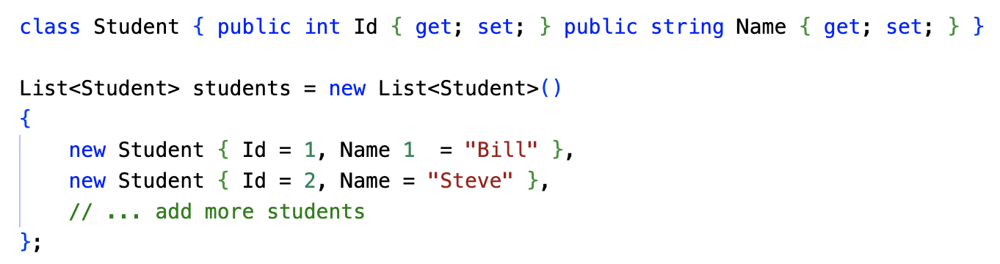 class Student { public int Id { get; set; } public string Name { get; set; } }
List<Student> students = new List<Student>()
{
new Student { Id = 1, Name 1  = "Bill" },
new Student { Id = 2, Name = "Steve" },
// ... add more students
};